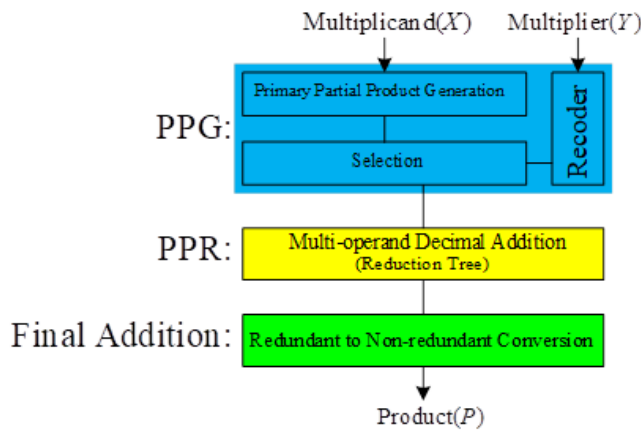 Multiplicand(X) Multiplier(Y)
Primary Partial Product Generation
PPG:
Recoder
Selection
PPR:
Multi-operand Decimal Addition
(Reduction Tree)
Final Addition:
Redundant to Non-redundant Conversion
Product(P)